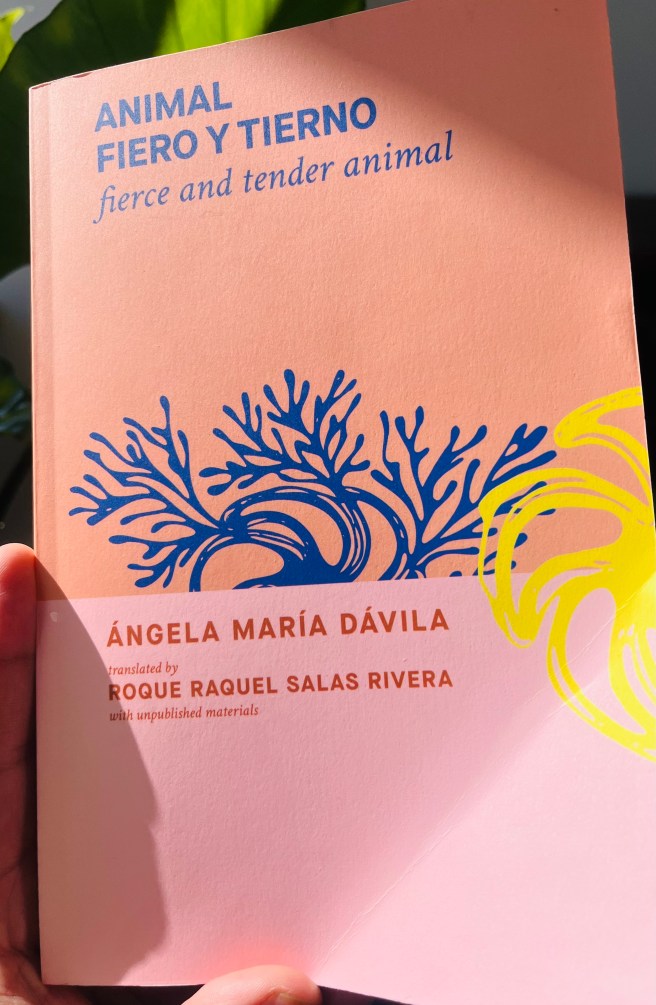 ANIMAL
FIERO Y TIERNO
fierce and tender animal
ÁNGELA MARÍA DÁVILA
translated by
ROQUE RAQUEL SALAS RIVERA
with unpublished materials